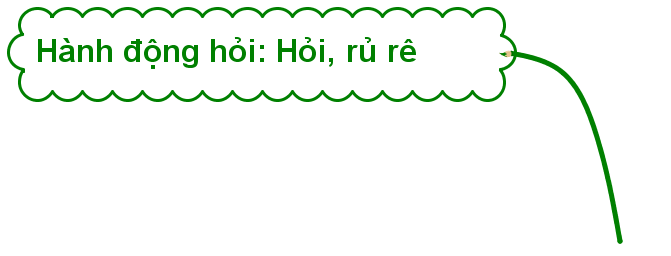 Hành động hỏi: Hỏi, rủ rê